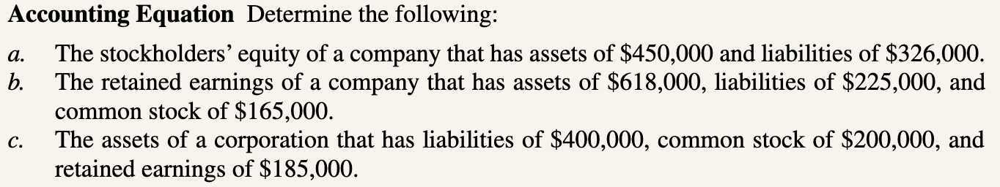 Accounting Equation Determine the following:
a. The stockholders’ equity of a company that has assets of $450,000 and liabilities of $326,000.
b. The retained earnings of a company that has assets of $618,000, liabilities of $225,000, and
common stock of $165,000.
c. The assets of a corporation that has liabilities of $400,000, common stock of $200,000, and
retained earnings of $185,000.